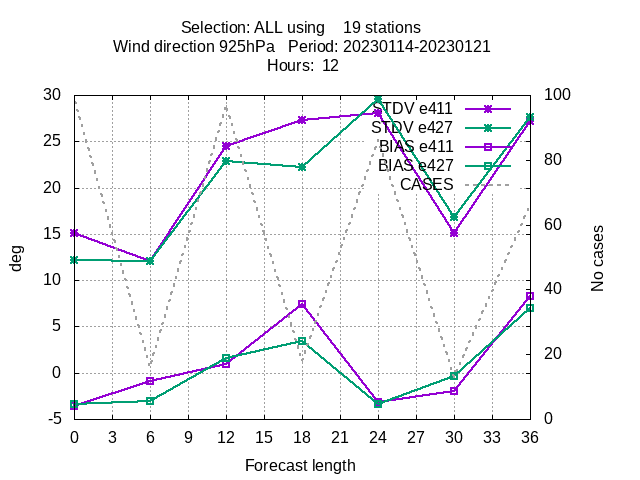 Selection: ALL using    19 stations
Wind direction 925hPa   Period: 20230114-20230121
Hours:  12
30
25
20
15
10
5
0
-5
deg
100
80
60
40
20
0
No cases
STDV e411
STDV e427
BIAS e411
BIAS e427
CASES
0 3 6 9 12 15 18 21 24 27 30 33 36
Forecast length